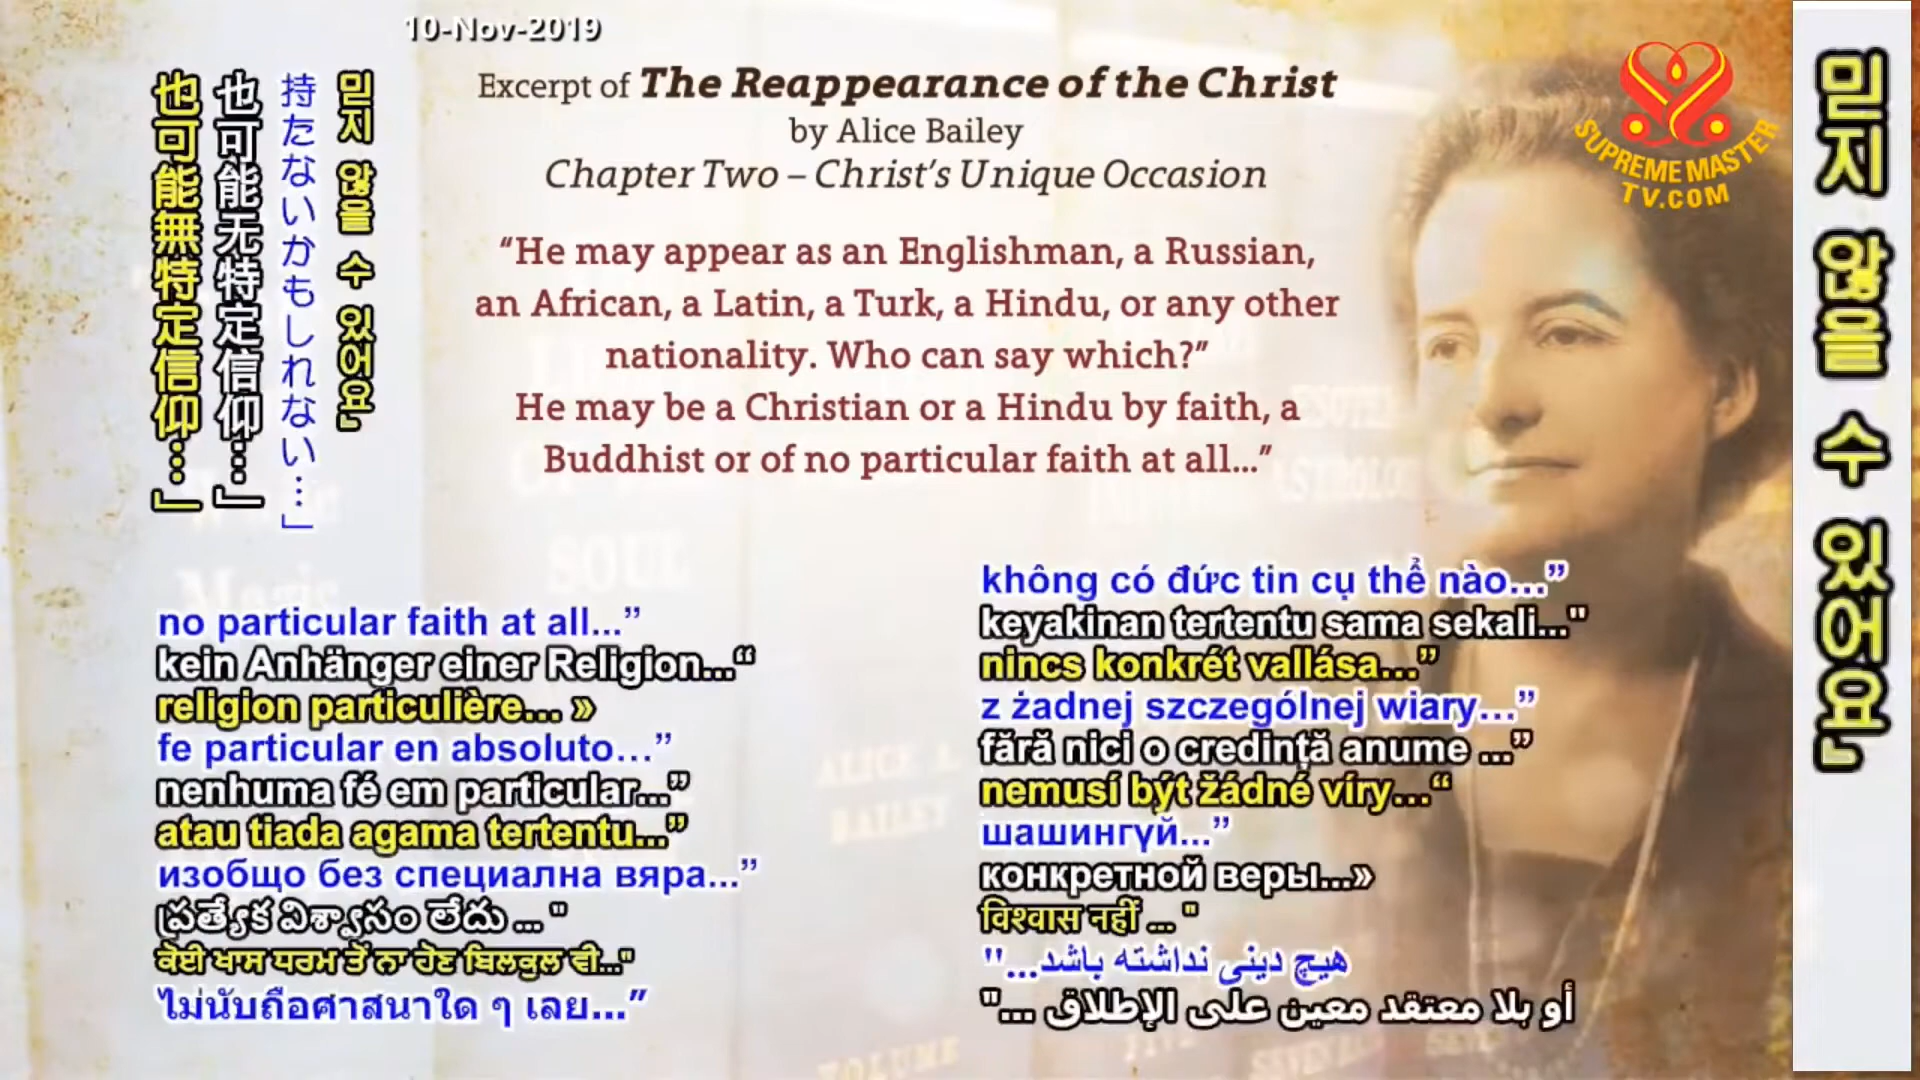 10-Nov-2019
Excerpt of The Reappearance of the Christ
by Alice Bailey
Chapter Two – Christ's Unique Occasion
“He may appear as an Englishman, a Russian,
an African, a Latin, a Turk, a Hindu, or any other
nationality. Who can say which?”
He may be a Christian or a Hindu by faith, a
Buddhist or of no particular faith at all...”
SUPREME MASTER
TV.COM
믿지 않을 수 있어요」
持たないかもしれない…」
也可能无特定信仰…」
也可能無特定信仰…」
믿지 않을 수 있어요」
no particular faith at all...”
kein Anhänger einer Religion...“
religion particulière... »
fe particular en absoluto...”
nenhuma fé em particular...”
atau tiada agama tertentu...”
изобщо без специална вяра...”
ప్రత్యేక విశ్వాసం లేదు ... "
ਕੋਈ ਖਾਸ ਧਰਮ ਤੋਂ ਨਾ ਹੋਣ ਬਿਲਕੁਲ ਵੀ..."
ไม่นับถือศาสนาใด ๆ เลย...”
không có đức tin cụ thể nào...”
keyakinan tertentu sama sekali..."
nincs konkrét vallása...”
z żadnej szczególnej wiary...”
fără nici o credință anume ...”
nemusí být žádné víry...“
шашингүй...”
конкретной веры...»
विश्वास नहीं ... "
هیچ دینی نداشته باشد..."
أو بلا معتقد معين على الإطلاق ..."
SOUL
Magic
ALICE A.
BAILEY
VOLUME